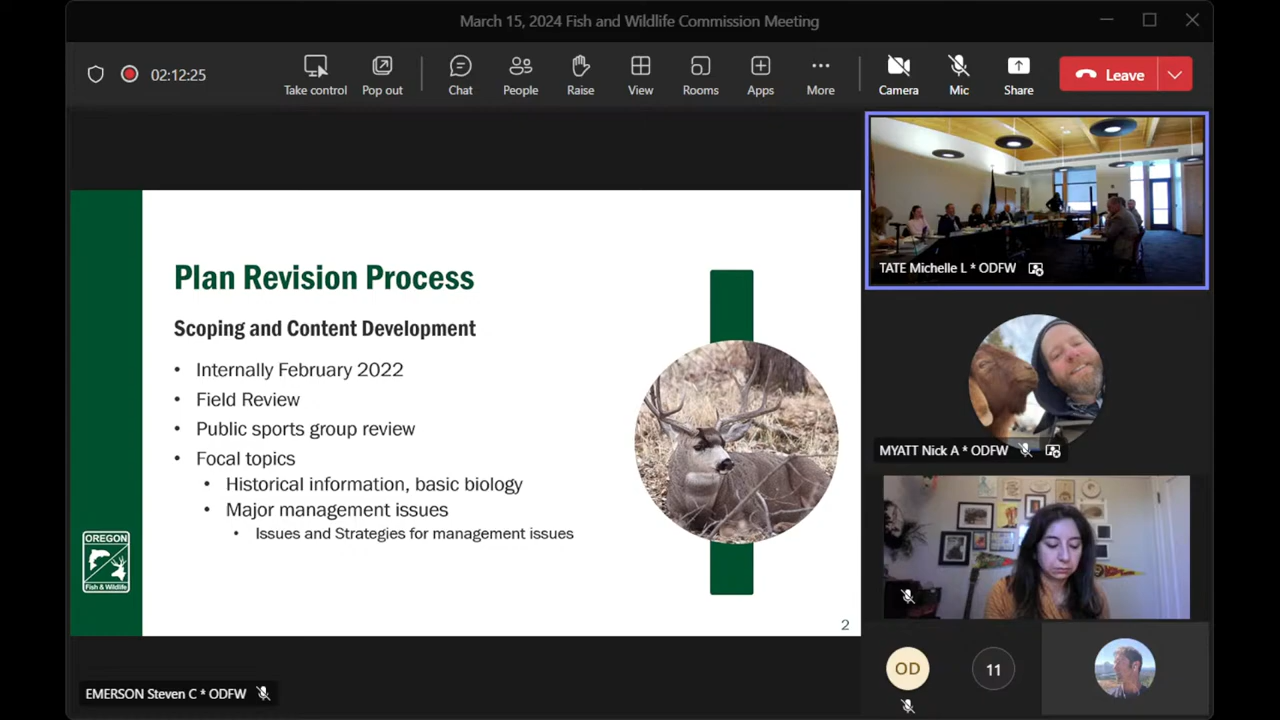 March 15, 2024 Fish and Wildlife Commission Meeting
02:12:25
Take control
Pop out
Chat
People
Raise
View
Rooms
Apps
More
Camera
Mic
Share
Leave
Plan Revision Process
Scoping and Content Development
• Internally February 2022
• Field Review
• Public sports group review
• Focal topics
• Historical information, basic biology
• Major management issues
• Issues and Strategies for management issues
OREGON
Fish & Wildlife
2
TATE Michelle L * ODFW
MYATT Nick A * ODFW
OD
11
EMERSON Steven C * ODFW